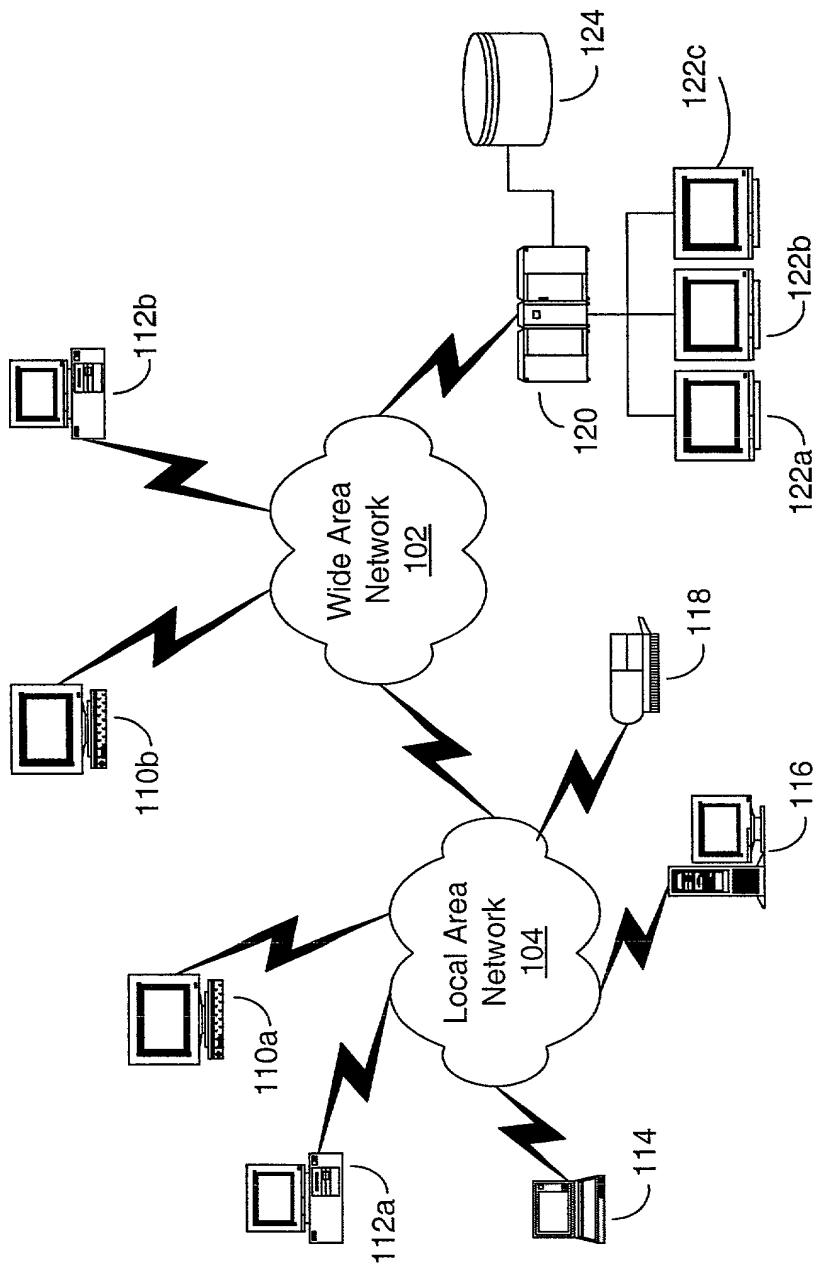 112b
110b
Wide Area
Network
102
124
120
122a
122b
122c
110a
112a
Local Area
Network
104
114
116
118